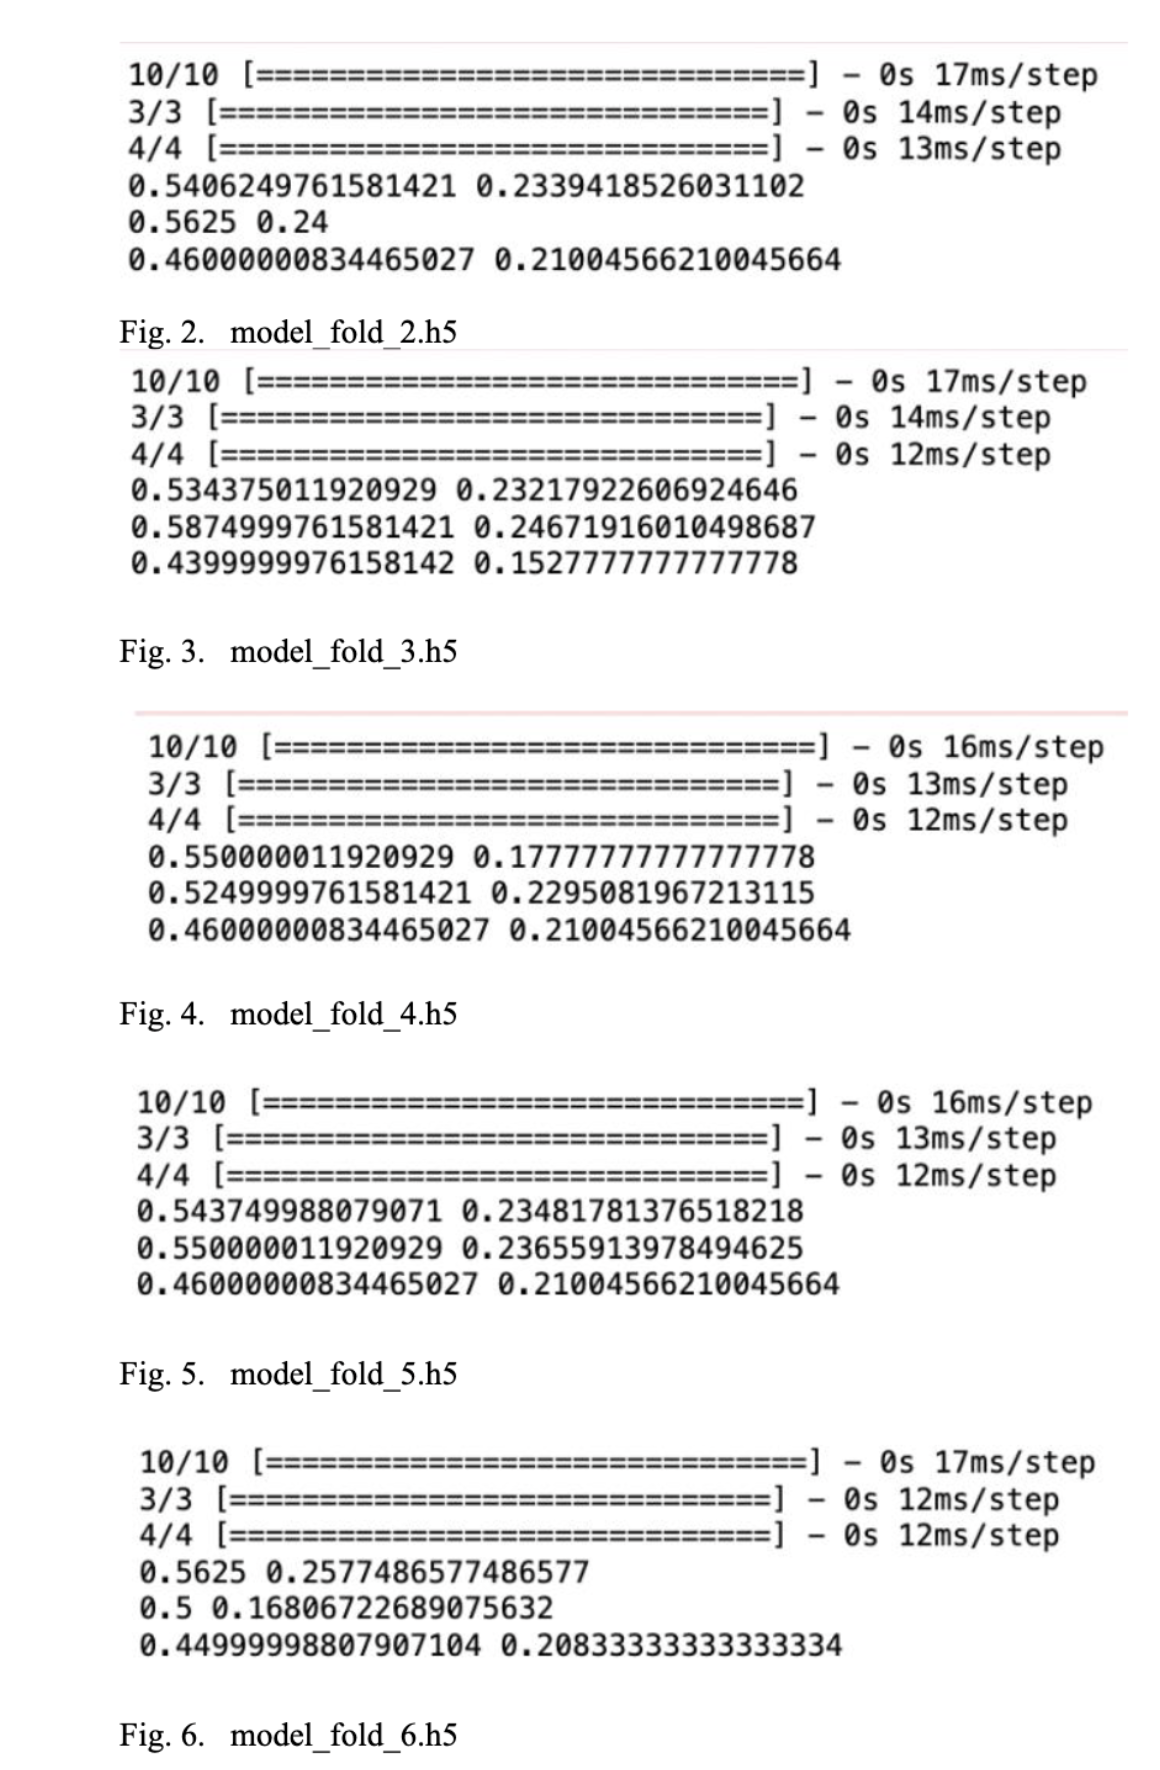 10/10 [==============================] - 0s 17ms/step
3/3 [==============================] - 0s 14ms/step
4/4 [==============================] - 0s 13ms/step
0.5406249761581421 0.2339418526031102
0.5625 0.24
0.46000000834465027 0.21004566210045664
Fig. 2. model_fold_2.h5
10/10 [==============================] - 0s 17ms/step
3/3 [==============================] - 0s 14ms/step
4/4 [==============================] - 0s 12ms/step
0.534375011920929 0.23217922606924646
0.5874999761581421 0.24671916010498687
0.4399999976158142 0.1527777777777778
Fig. 3. model_fold_3.h5
10/10 [==============================] - 0s 16ms/step
3/3 [==============================] - 0s 13ms/step
4/4 [==============================] - 0s 12ms/step
0.550000011920929 0.17777777777777778
0.5249999761581421 0.2295081967213115
0.46000000834465027 0.21004566210045664
Fig. 4. model_fold_4.h5
10/10 [==============================] - 0s 16ms/step
3/3 [==============================] - 0s 13ms/step
4/4 [==============================] - 0s 12ms/step
0.543749988079071 0.23481781376518218
0.550000011920929 0.23655913978494625
0.46000000834465027 0.21004566210045664
Fig. 5. model_fold_5.h5
10/10 [==============================] - 0s 17ms/step
3/3 [==============================] - 0s 12ms/step
4/4 [==============================] - 0s 12ms/step
0.5625 0.2577486577486577
0.5 0.16806722689075632
0.44999998807907104 0.20833333333333334
Fig. 6. model_fold_6.h5